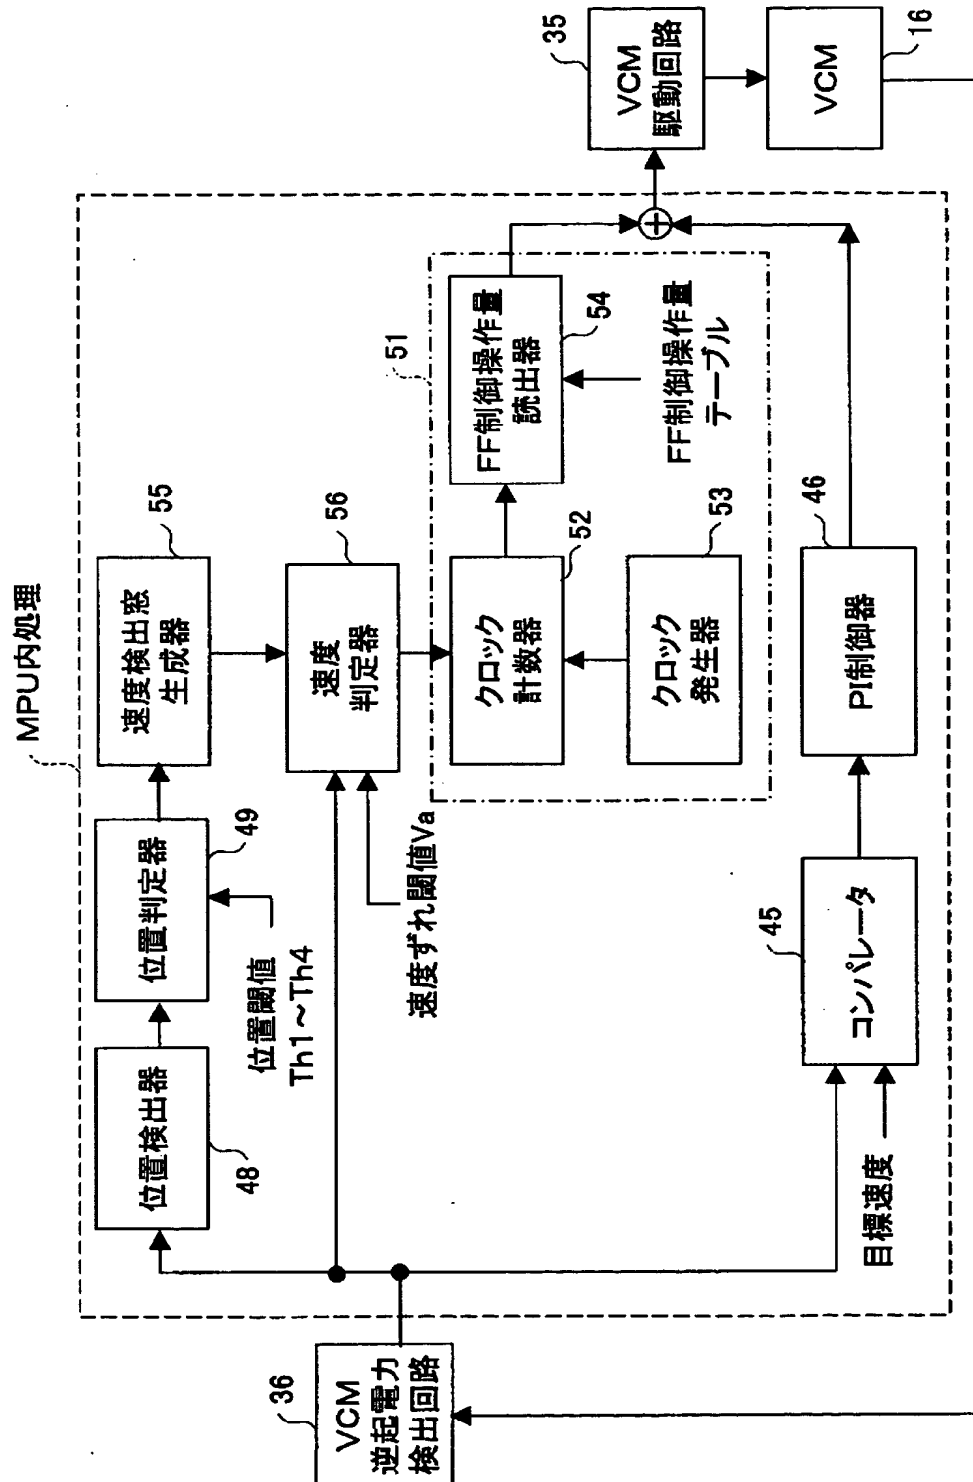 MPU内処理
位置検出器
48
位置判定器
49
位置閾値
Th1～Th4
速度検出窓
生成器
55
速度
判定器
56
速度ずれ閾値Va
51
クロック
計数器
52
クロック
発生器
53
FF制御操作量
読出器
54
FF制御操作量
テーブル
VCM
逆起電力
検出回路
36
目標速度
コンパレータ
45
PI制御器
46
+
VCM
駆動回路
35
VCM
16